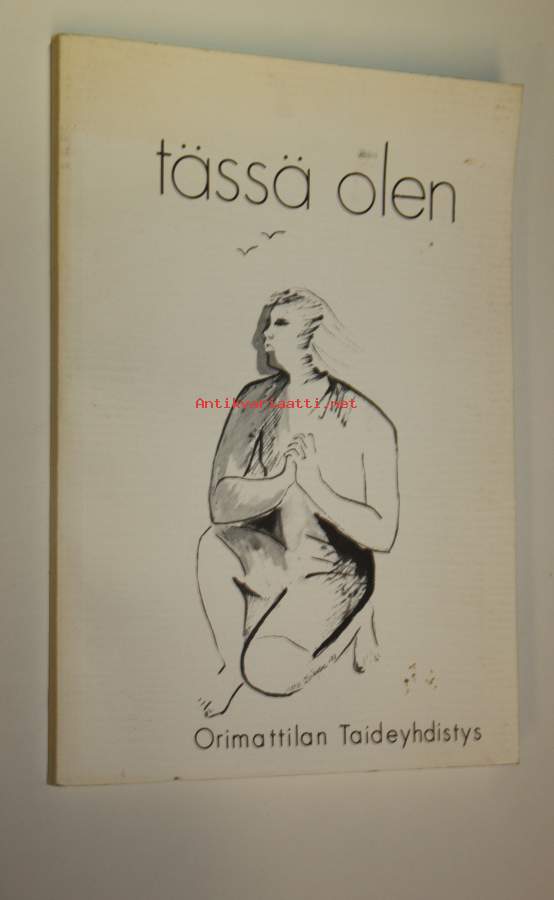 tässä olen
Antikvariaatti.net
Orimattilan Taideyhdistys